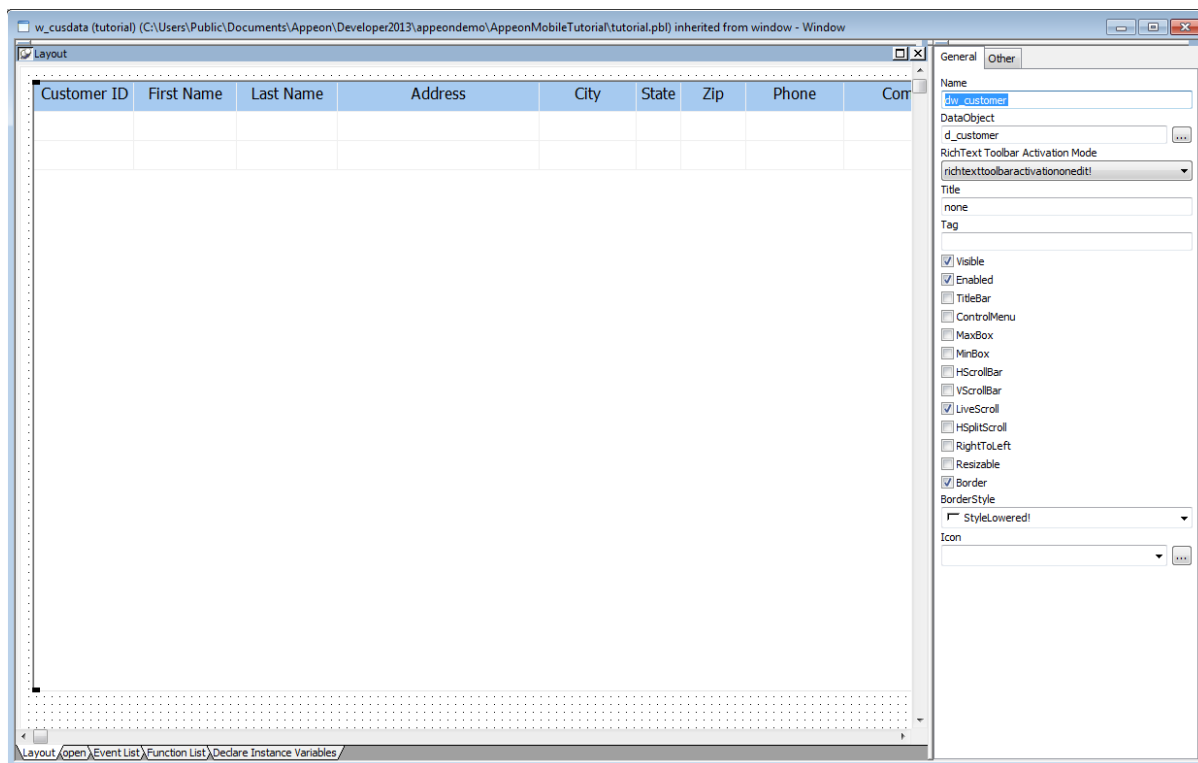 w_cusdata (tutorial) (C:\Users\Public\Documents\Appeon\Developer2013\appeondemo\AppeonMobileTutorial\tutorial.pbl) inherited from window - Window
Layout
Customer ID First Name Last Name Address City State Zip Phone Com
Layout open Event List Function List Declare Instance Variables
General Other
Name
dw_customer
DataObject
d_customer ...
RichText Toolbar Activation Mode
richtexttoolbaractivationonedit!
Title
none
Tag
Visible
Enabled
TitleBar
ControlMenu
MaxBox
MinBox
HScrollBar
VScrollBar
LiveScroll
HSplitScroll
RightToLeft
Resizable
Border
BorderStyle
StyleLowered!
Icon
...